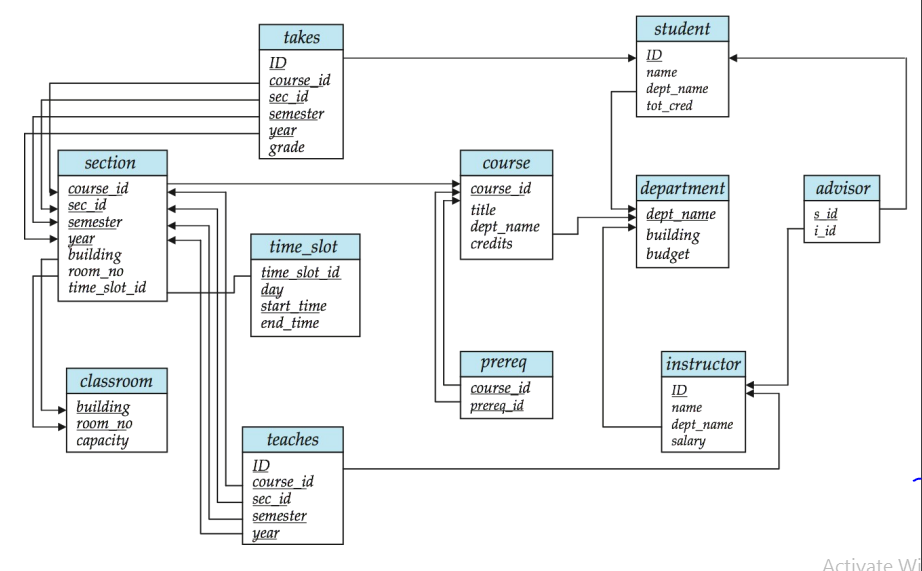 takes
ID
course_id
sec_id
semester
year
grade
student
ID
name
dept_name
tot_cred
section
course_id
sec_id
semester
year
building
room_no
time_slot_id
course
course_id
title
dept_name
credits
department
dept_name
building
budget
advisor
s_id
i_id
time_slot
time_slot_id
day
start_time
end_time
prereq
course_id
prereq_id
instructor
ID
name
dept_name
salary
classroom
building
room_no
capacity
teaches
ID
course_id
sec_id
semester
year
Activate Wi